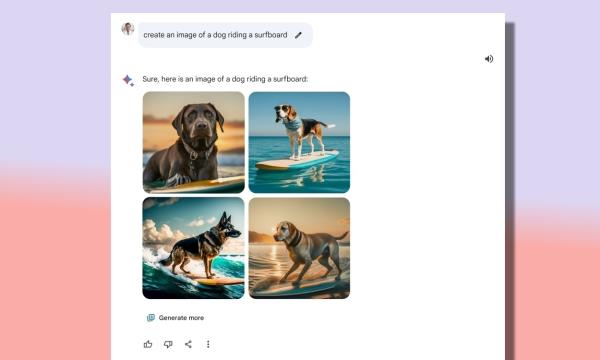 create an image of a dog riding a surfboard
Sure, here is an image of a dog riding a surfboard:
Generate more